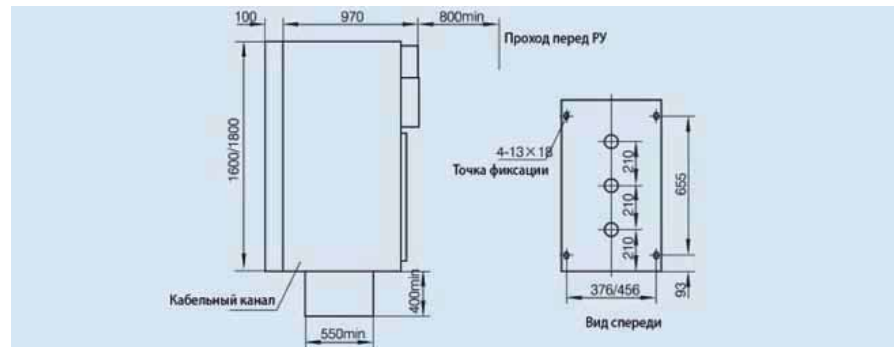 100
970
800min
Проход перед РУ
1600/1800
4-13×18
Точка фиксации
210
210
210
655
93
376/456
Вид спереди
Кабельный канал
400min
550min